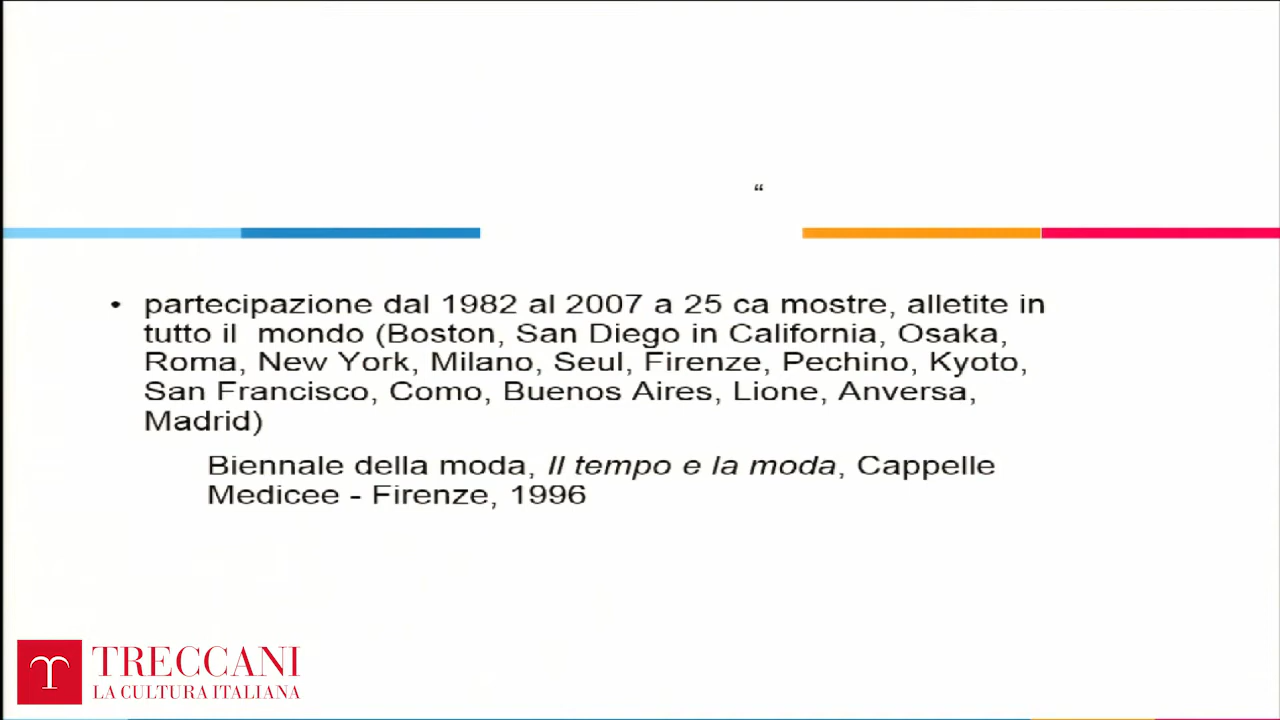 “
• partecipazione dal 1982 al 2007 a 25 ca mostre, alletite in
tutto il  mondo (Boston, San Diego in California, Osaka,
Roma, New York, Milano, Seul, Firenze, Pechino, Kyoto,
San Francisco, Como, Buenos Aires, Lione, Anversa,
Madrid)
Biennale della moda, Il tempo e la moda, Cappelle
Medicee - Firenze, 1996
TRECCANI
LA CULTURA ITALIANA